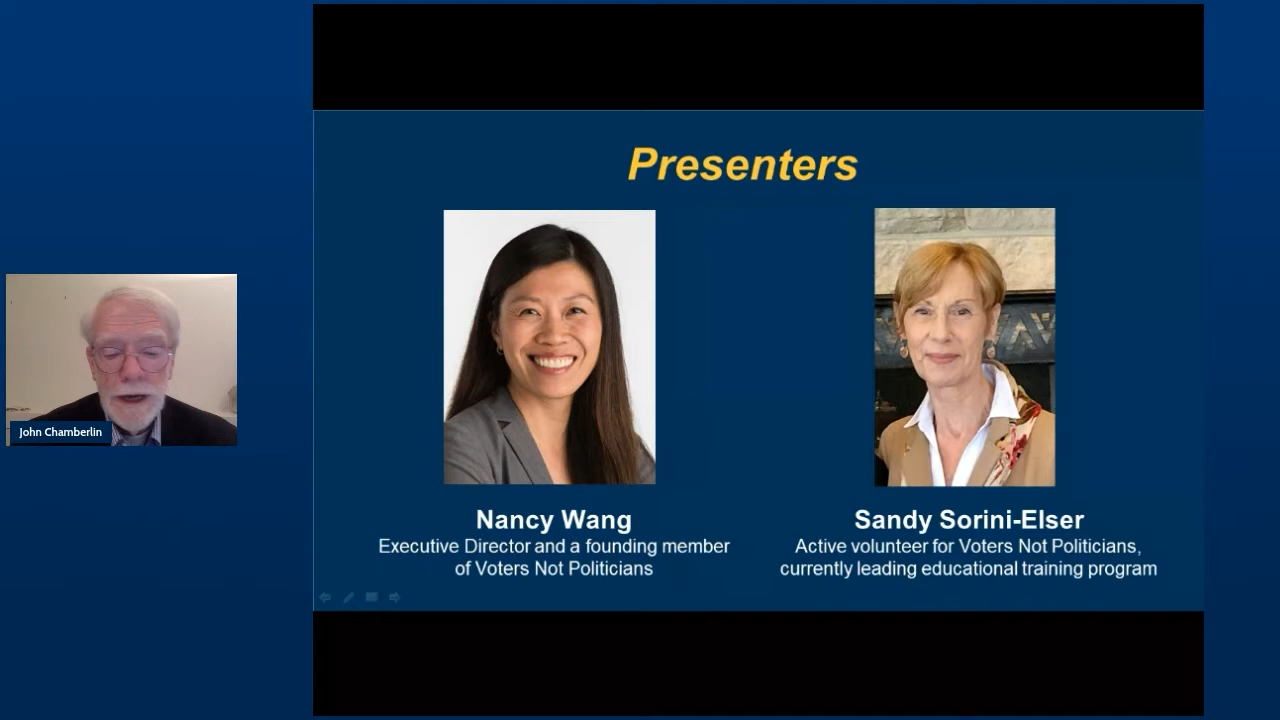 Presenters
John Chamberlin
Nancy Wang
Executive Director and a founding member
of Voters Not Politicians
Sandy Sorini-Elser
Active volunteer for Voters Not Politicians,
currently leading educational training program